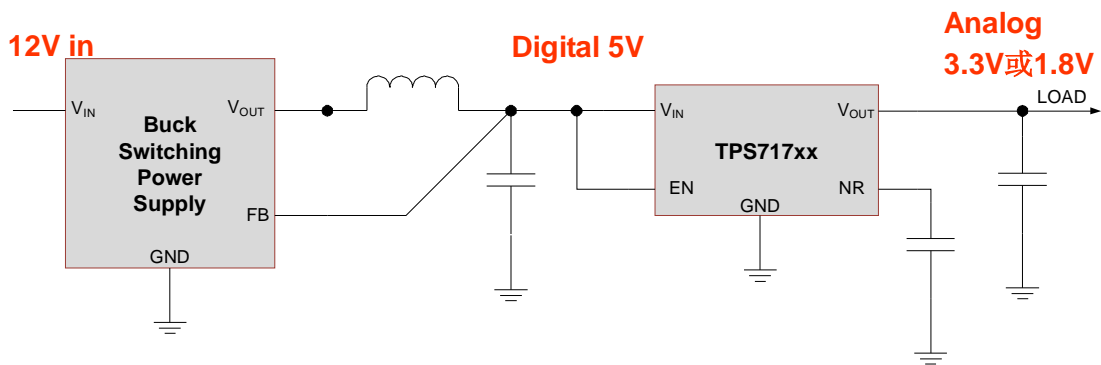 12V in
Digital 5V
Analog
3.3V或1.8V
LOAD
VIN
VOUT
Buck
Switching
Power
Supply
FB
GND
VIN
VOUT
TPS717xx
EN
NR
GND